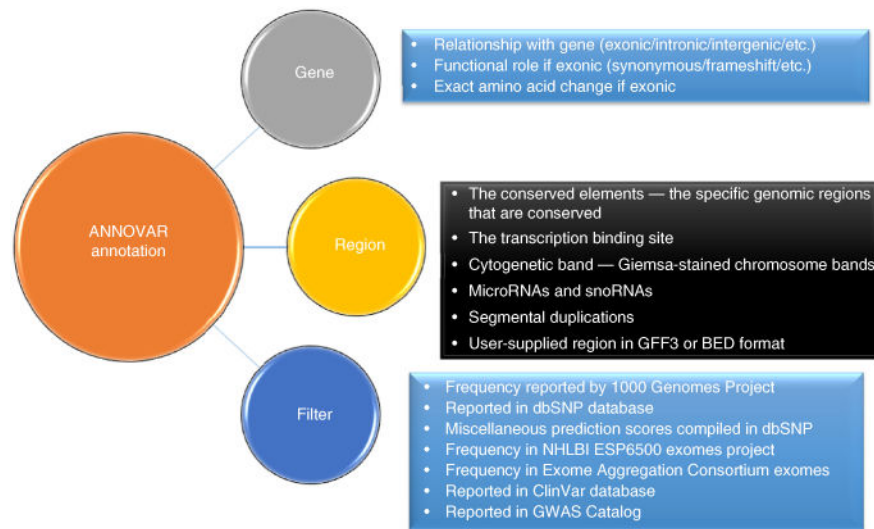 Gene
• Relationship with gene (exonic/intronic/intergenic/etc.)
• Functional role if exonic (synonymous/frameshift/etc.)
• Exact amino acid change if exonic
ANNOVAR
annotation
Region
• The conserved elements — the specific genomic regions
that are conserved
• The transcription binding site
• Cytogenetic band — Giemsa-stained chromosome bands
• MicroRNAs and snoRNAs
• Segmental duplications
• User-supplied region in GFF3 or BED format
Filter
• Frequency reported by 1000 Genomes Project
• Reported in dbSNP database
• Miscellaneous prediction scores compiled in dbSNP
• Frequency in NHLBI ESP6500 exomes project
• Frequency in Exome Aggregation Consortium exomes
• Reported in ClinVar database
• Reported in GWAS Catalog